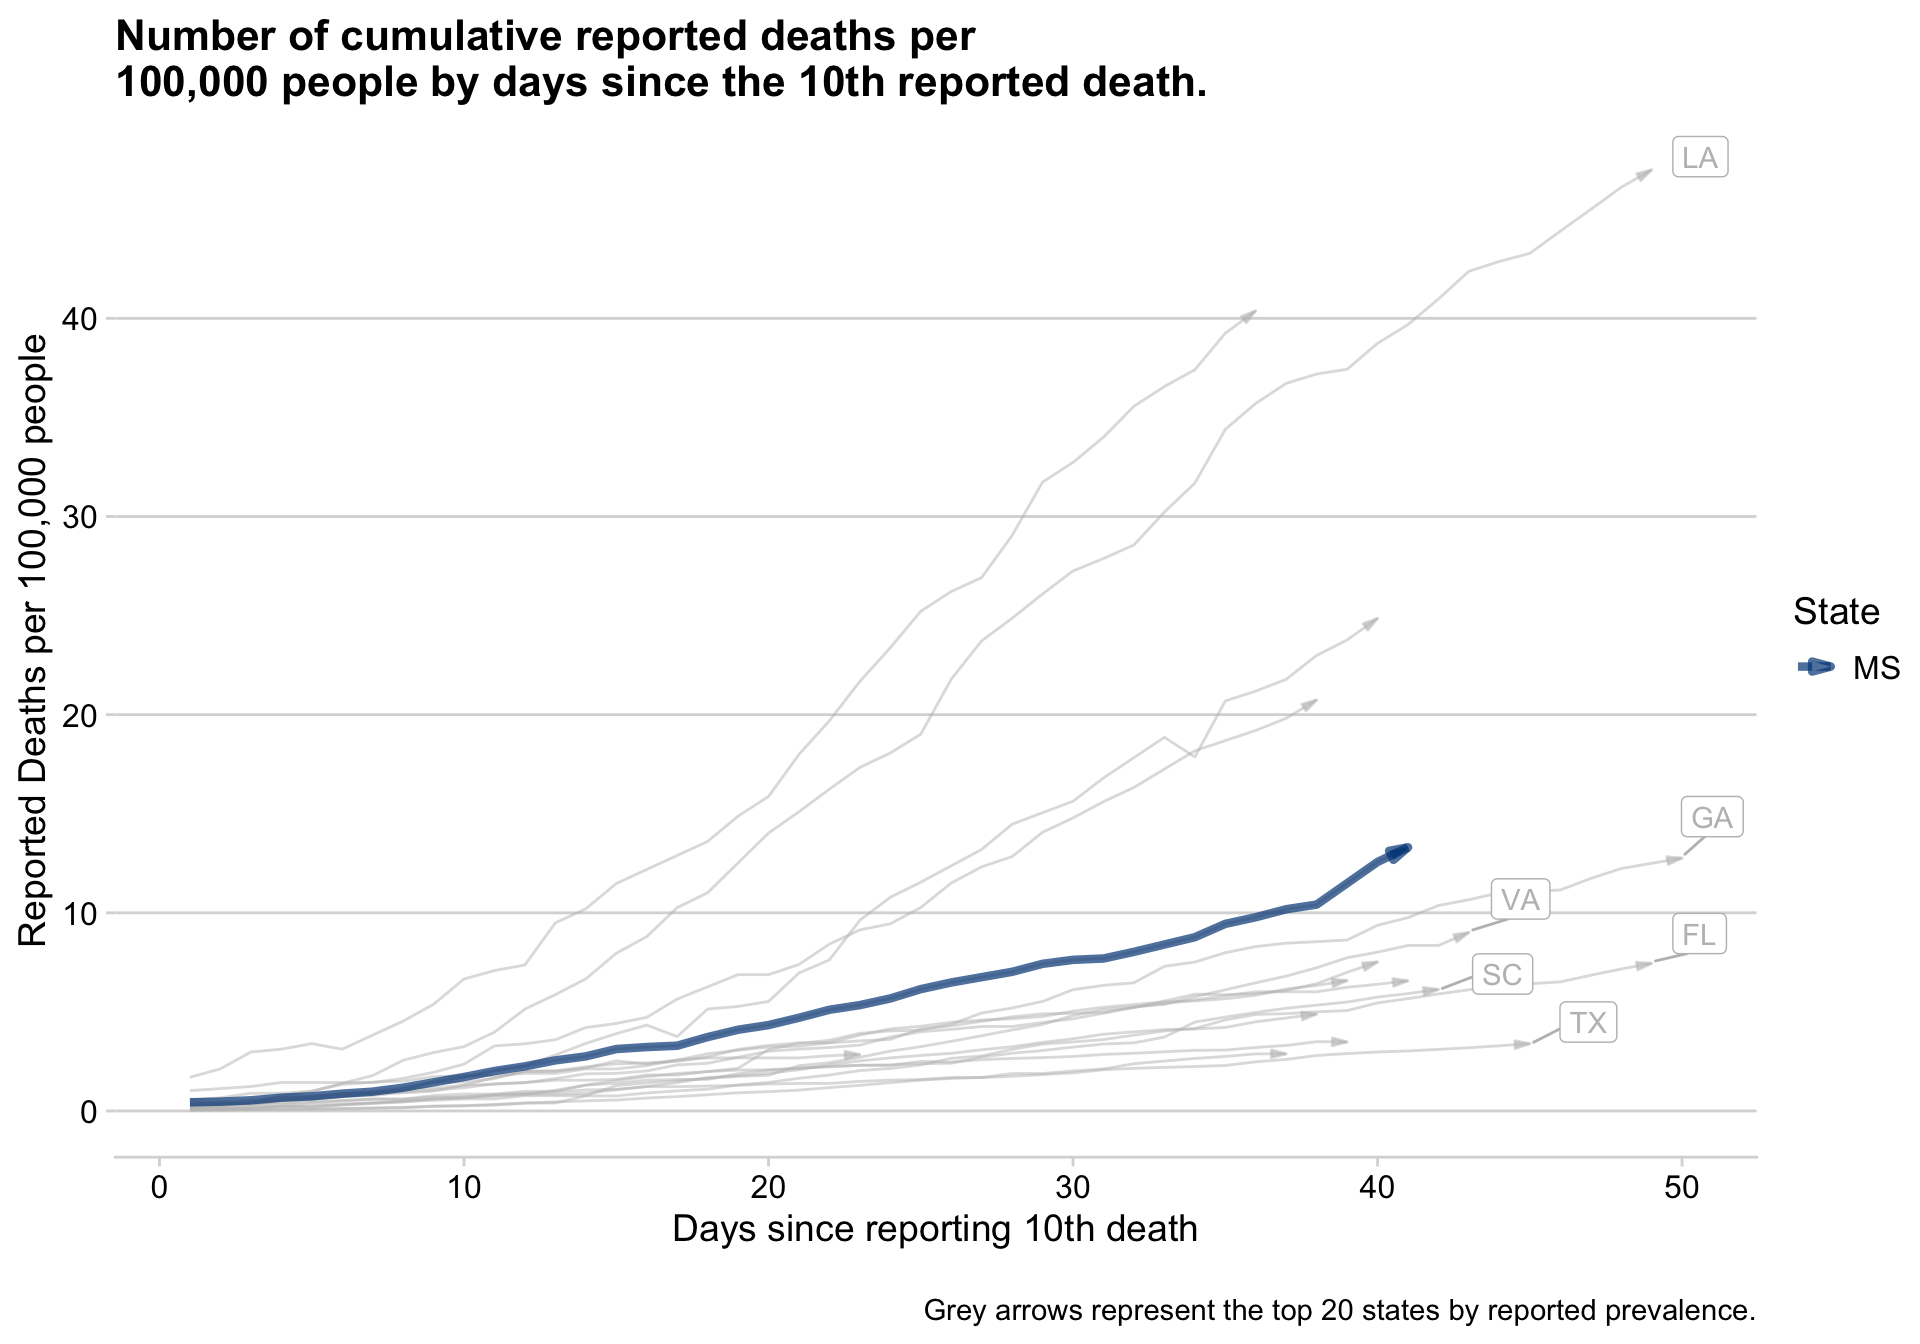 Number of cumulative reported deaths per
100,000 people by days since the 10th reported death.
Reported Deaths per 100,000 people
40
30
20
10
0
LA
GA
VA
FL
SC
TX
State
MS
0 10 20 30 40 50
Days since reporting 10th death
Grey arrows represent the top 20 states by reported prevalence.